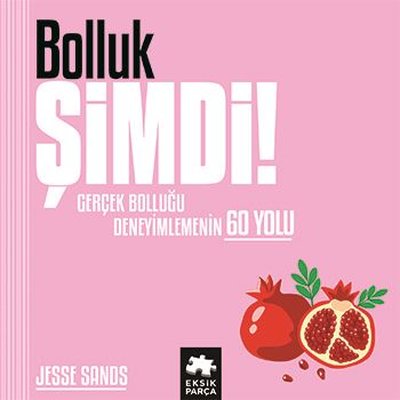 Bolluk
ŞİMDİ!
GERÇEK BOLLUĞU
DENEYİMLEMENİN 60 YOLU
JESSE SANDS
EKSİK
PARÇA